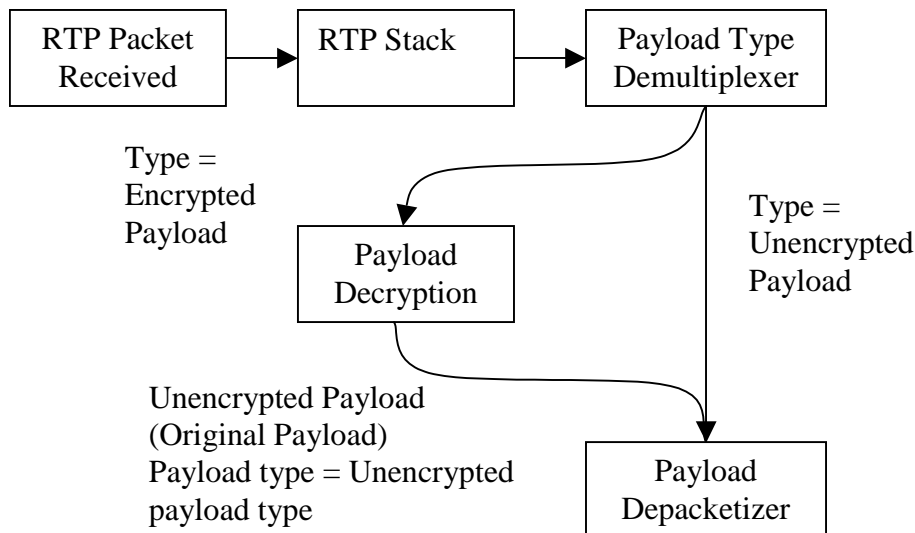 RTP Packet
Received
RTP Stack
Payload Type
Demultiplexer
Type =
Encrypted
Payload
Type =
Unencrypted
Payload
Payload
Decryption
Unencrypted Payload
(Original Payload)
Payload type = Unencrypted
payload type
Payload
Depacketizer